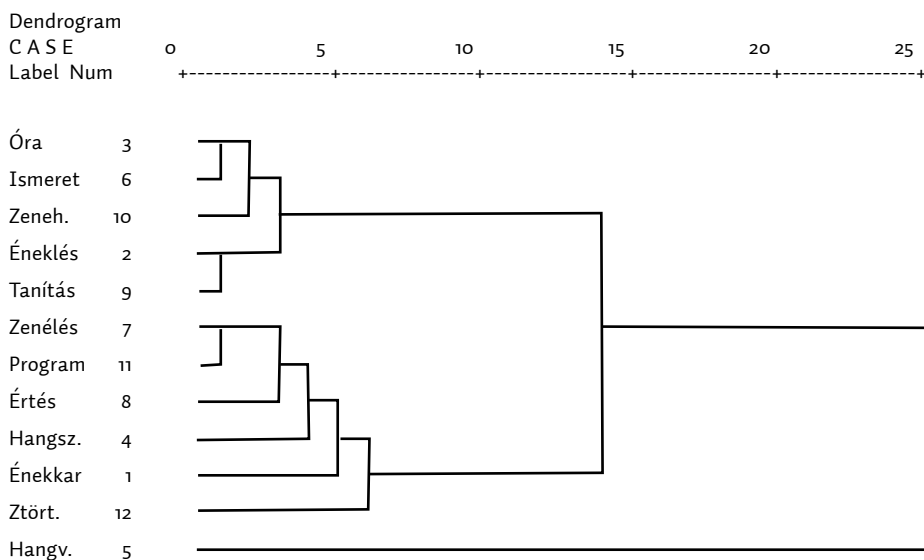 Dendrogram
C A S E 0 5 10 15 20 25
Label Num +---------+---------+---------+---------+---------+
Óra 3
Ismeret 6
Zeneh. 10
Éneklés 2
Tanítás 9
Zenélés 7
Program 11
Értés 8
Hangsz. 4
Énekkar 1
Ztört. 12
Hangv. 5